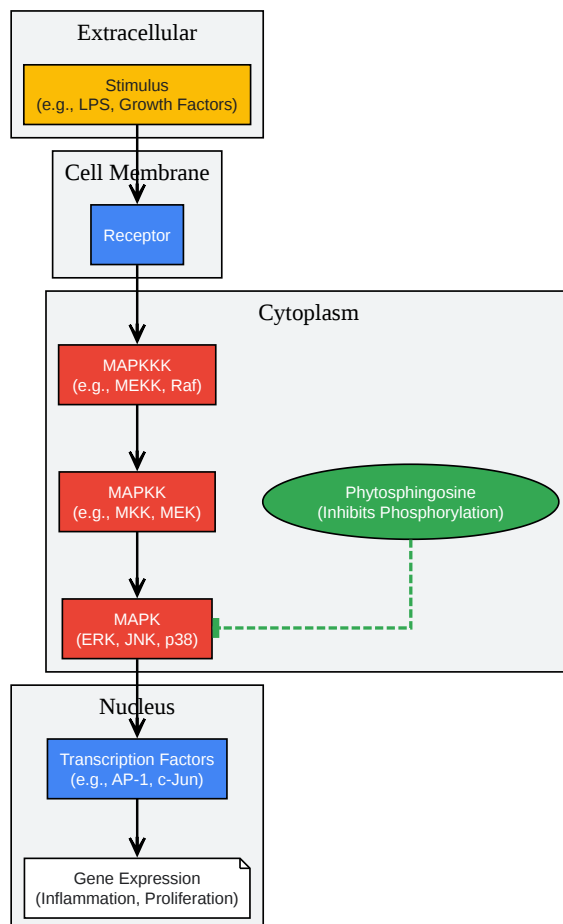 Extracellular
Stimulus
(e.g., LPS, Growth Factors)
Cell Membrane
Receptor
Cytoplasm
MAPKKK
(e.g., MEKK, Raf)
MAPKK
(e.g., MKK, MEK)
Phytosphingosine
(Inhibits Phosphorylation)
MAPK
(ERK, JNK, p38)
Nucleus
Transcription Factors
(e.g., AP-1, c-Jun)
Gene Expression
(Inflammation, Proliferation)